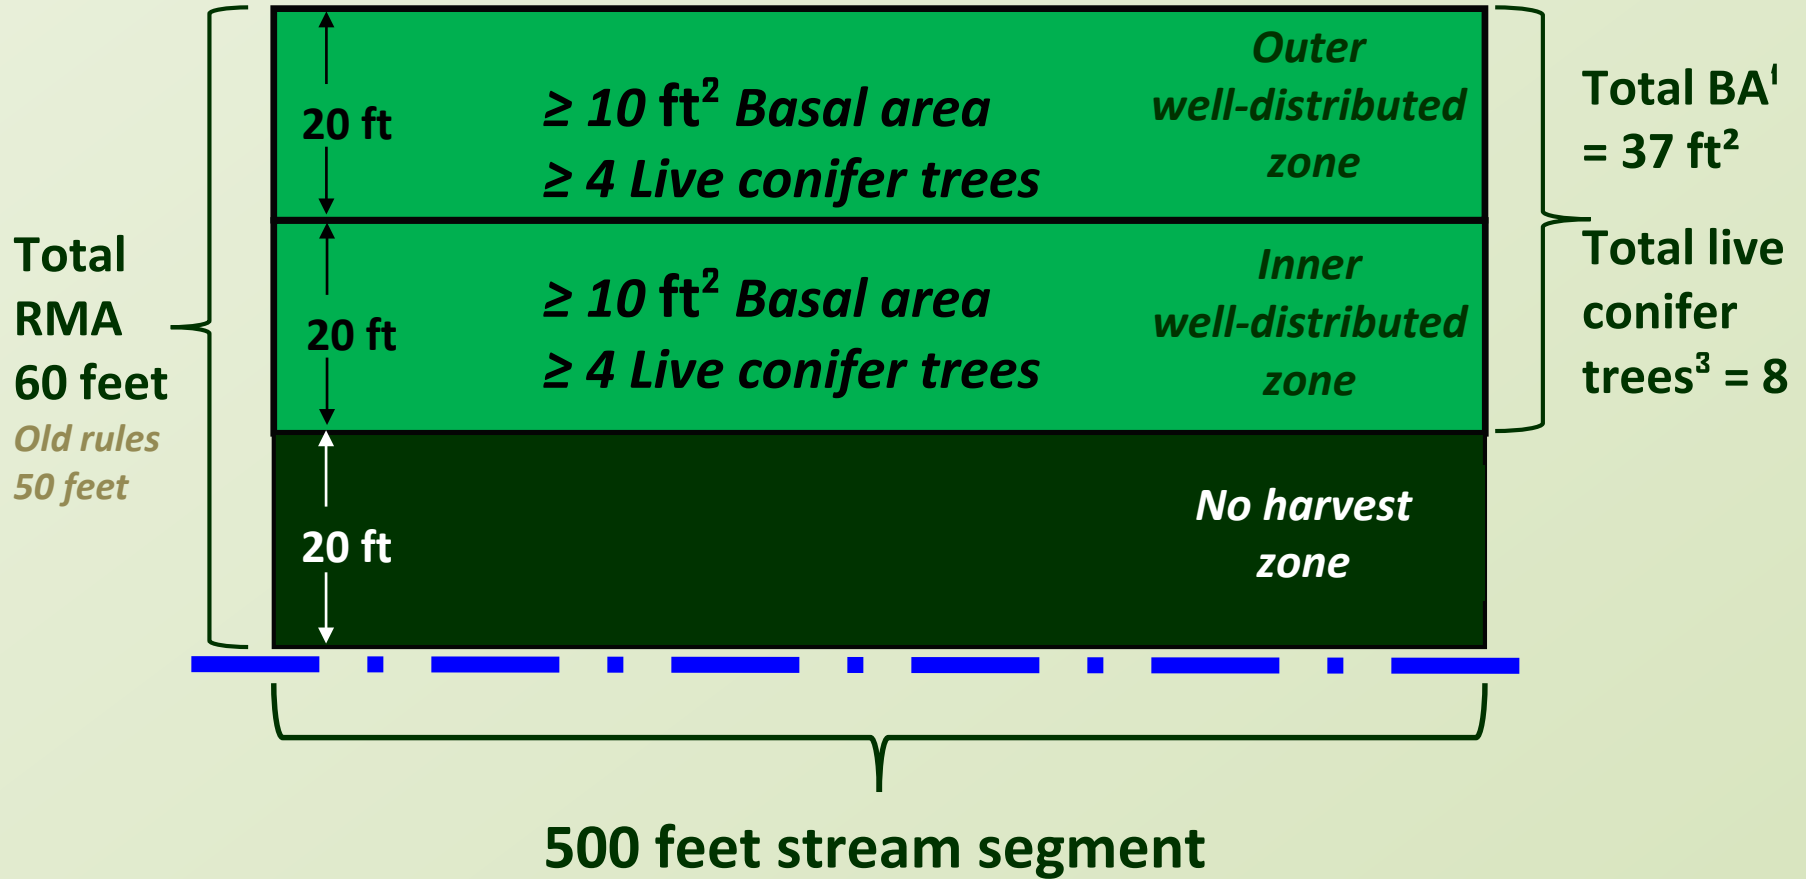 Total
RMA
60 feet
Old rules
50 feet
20 ft
≥ 10 ft² Basal area
≥ 4 Live conifer trees
Outer
well-distributed
zone
20 ft
≥ 10 ft² Basal area
≥ 4 Live conifer trees
Inner
well-distributed
zone
20 ft
No harvest
zone
Total BA¹
= 37 ft²
Total live
conifer
trees³ = 8
500 feet stream segment